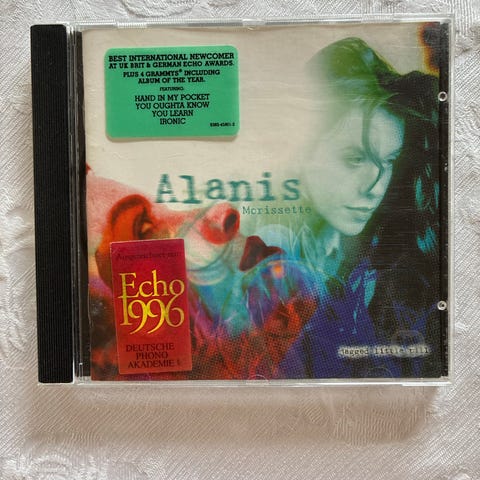 BEST INTERNATIONAL NEWCOMER
AT UK BRIT & GERMAN ECHO AWARDS.
PLUS 4 GRAMMYS® INCLUDING
ALBUM OF THE YEAR.
FEATURING:
HAND IN MY POCKET
YOU OUGHTA KNOW
YOU LEARN
IRONIC
Alanis
Morissette
Ausgezeichnet mit
Echo
1996
DEUTSCHE
PHONO
AKADEMIE
jagged little pill